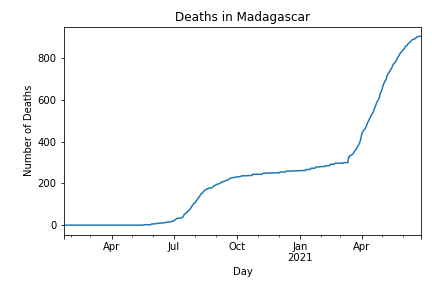 Deaths in Madagascar
Number of Deaths
800
600
400
200
0
Apr
Jul
Oct
Jan
2021
Apr
Day